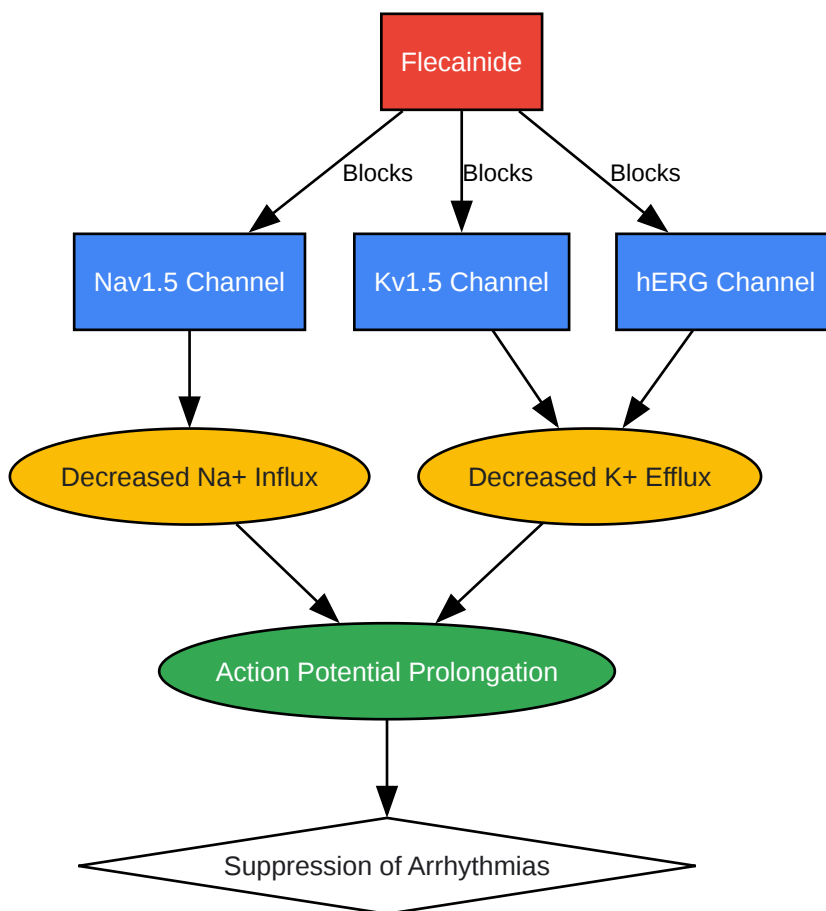 Flecainide
Blocks
Blocks
Blocks
Nav1.5 Channel
Kv1.5 Channel
hERG Channel
Decreased Na+ Influx
Decreased K+ Efflux
Action Potential Prolongation
Suppression of Arrhythmias